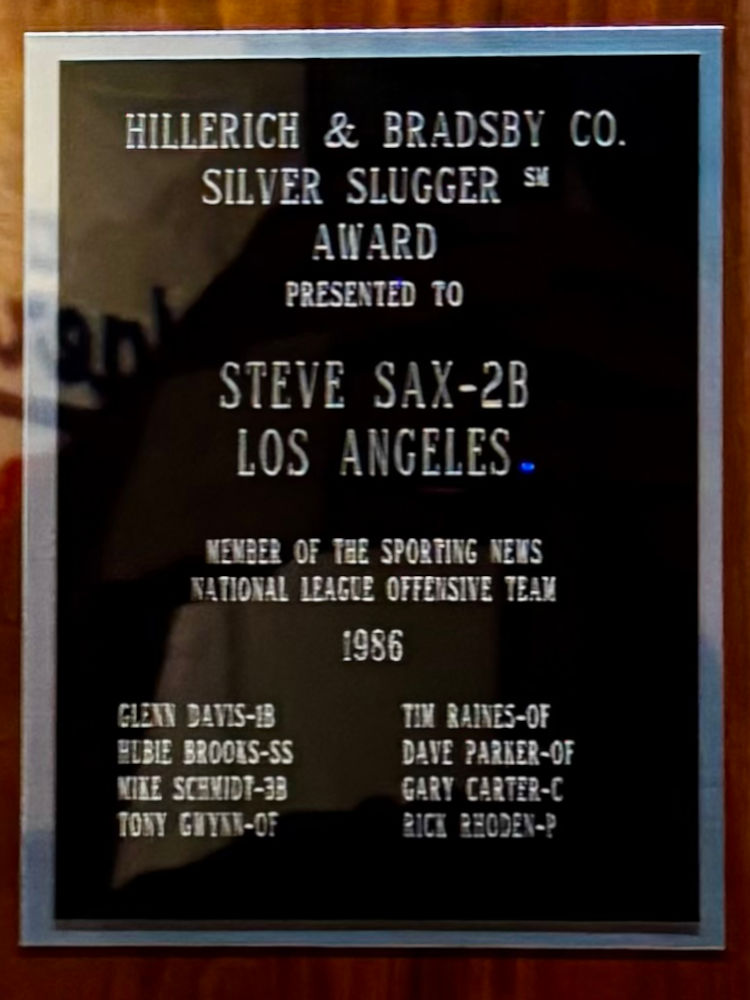 HILLERICH & BRADSBY CO.
SILVER SLUGGER ℠
AWARD
PRESENTED TO
STEVE SAX-2B
LOS ANGELES
MEMBER OF THE SPORTING NEWS
NATIONAL LEAGUE OFFENSIVE TEAM
1986
GLENN DAVIS-1B
HUBIE BROOKS-SS
MIKE SCHMIDT-3B
TONY GWYNN-OF
TIM RAINES-OF
DAVE PARKER-OF
GARY CARTER-C
RICK RHODEN-P